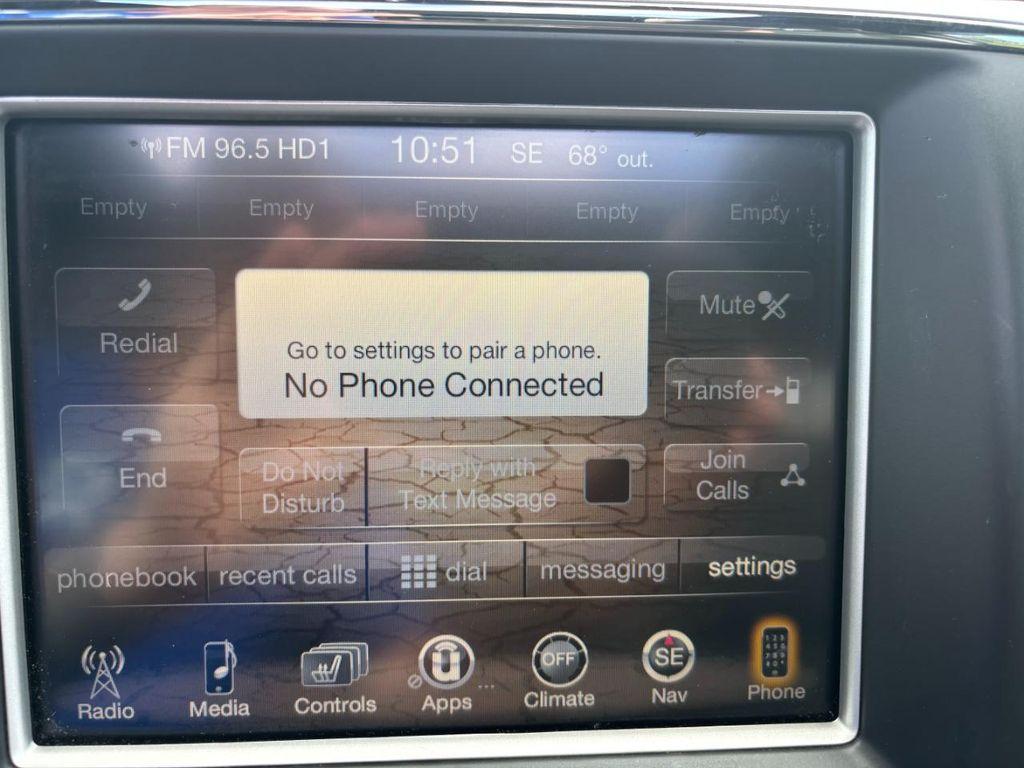 FM 96.5 HD1 10:51 SE 68° out.
Empty Empty Empty Empty Empty
Redial
Go to settings to pair a phone.
No Phone Connected
Mute
Transfer
End
Do Not
Disturb
Reply with
Text Message
Join
Calls
phonebook recent calls dial messaging settings
Radio Media Controls Apps OFF Climate SE Nav Phone